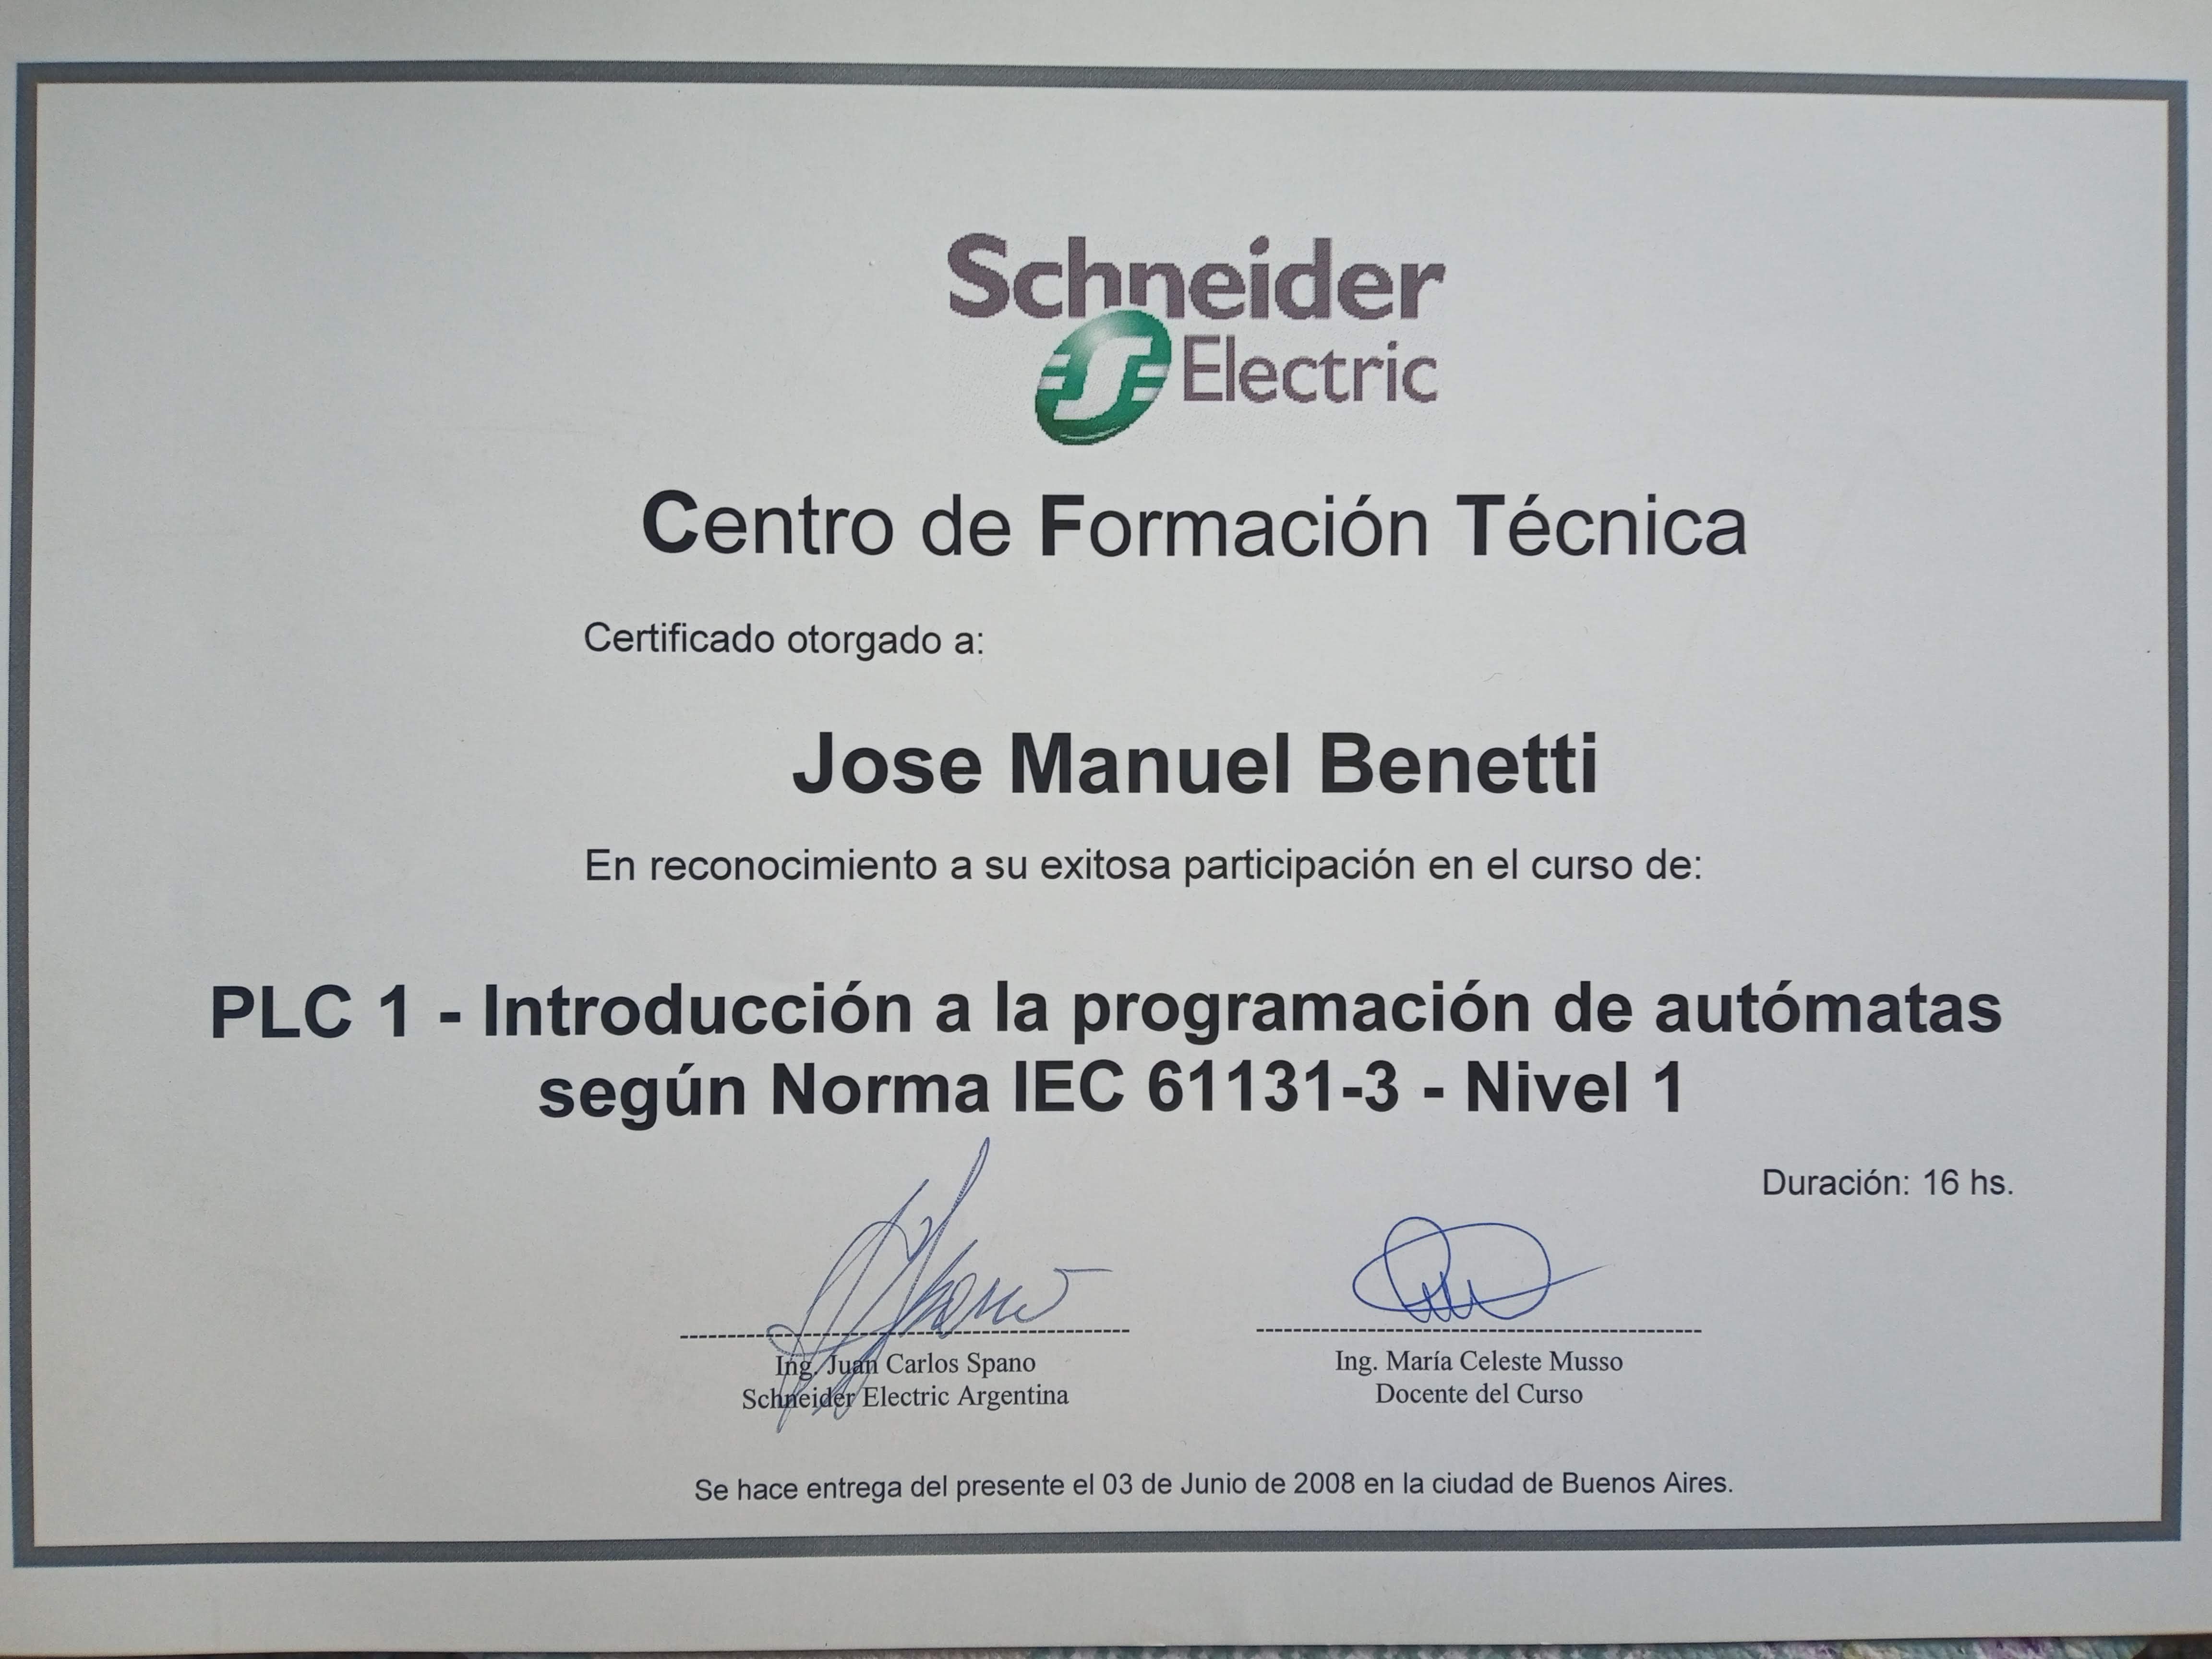 Schneider
Electric
Centro de Formación Técnica
Certificado otorgado a:
Jose Manuel Benetti
En reconocimiento a su exitosa participación en el curso de:
PLC 1 - Introducción a la programación de autómatas
según Norma IEC 61131-3 - Nivel 1
Duración: 16 hs.
Ing. Juan Carlos Spano
Schneider Electric Argentina
Ing. María Celeste Musso
Docente del Curso
Se hace entrega del presente el 03 de Junio de 2008 en la ciudad de Buenos Aires.